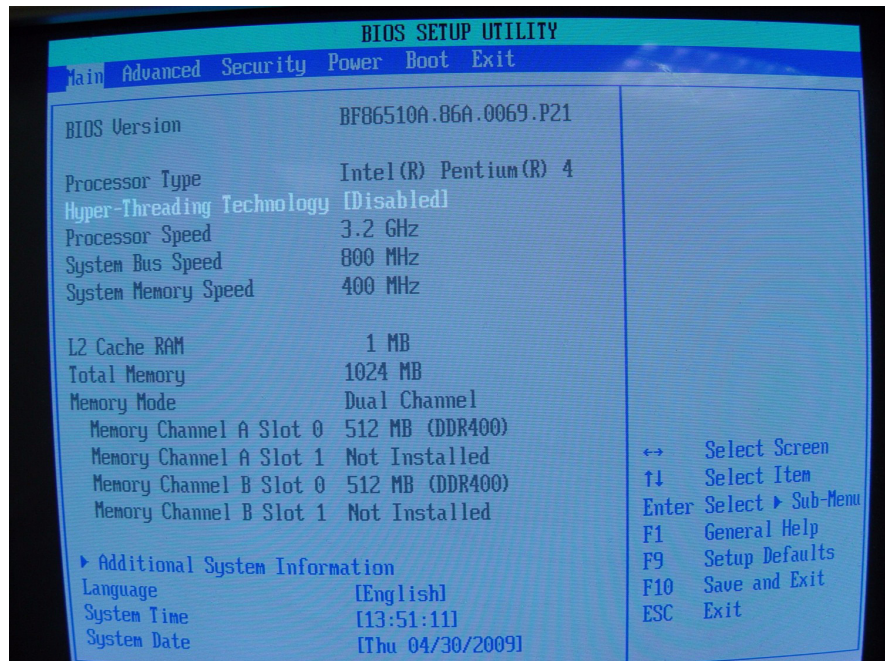 BIOS SETUP UTILITY
Main Advanced Security Power Boot Exit
BIOS Version BF86510A.86A.0069.P21
Processor Type Intel(R) Pentium(R) 4
Hyper-Threading Technology [Disabled]
Processor Speed 3.2 GHz
System Bus Speed 800 MHz
System Memory Speed 400 MHz
L2 Cache RAM 1 MB
Total Memory 1024 MB
Memory Mode Dual Channel
Memory Channel A Slot 0 512 MB (DDR400)
Memory Channel A Slot 1 Not Installed
Memory Channel B Slot 0 512 MB (DDR400)
Memory Channel B Slot 1 Not Installed
▶ Additional System Information
Language [English]
System Time [13:51:11]
System Date [Thu 04/30/2009]
↔ Select Screen
↑↓ Select Item
Enter Select ▶ Sub-Menu
F1 General Help
F9 Setup Defaults
F10 Save and Exit
ESC Exit